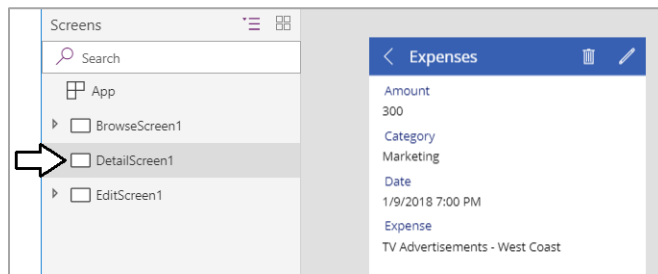 Screens
Search
App
BrowseScreen1
DetailScreen1
EditScreen1
Expenses
Amount
300
Category
Marketing
Date
1/9/2018 7:00 PM
Expense
TV Advertisements - West Coast